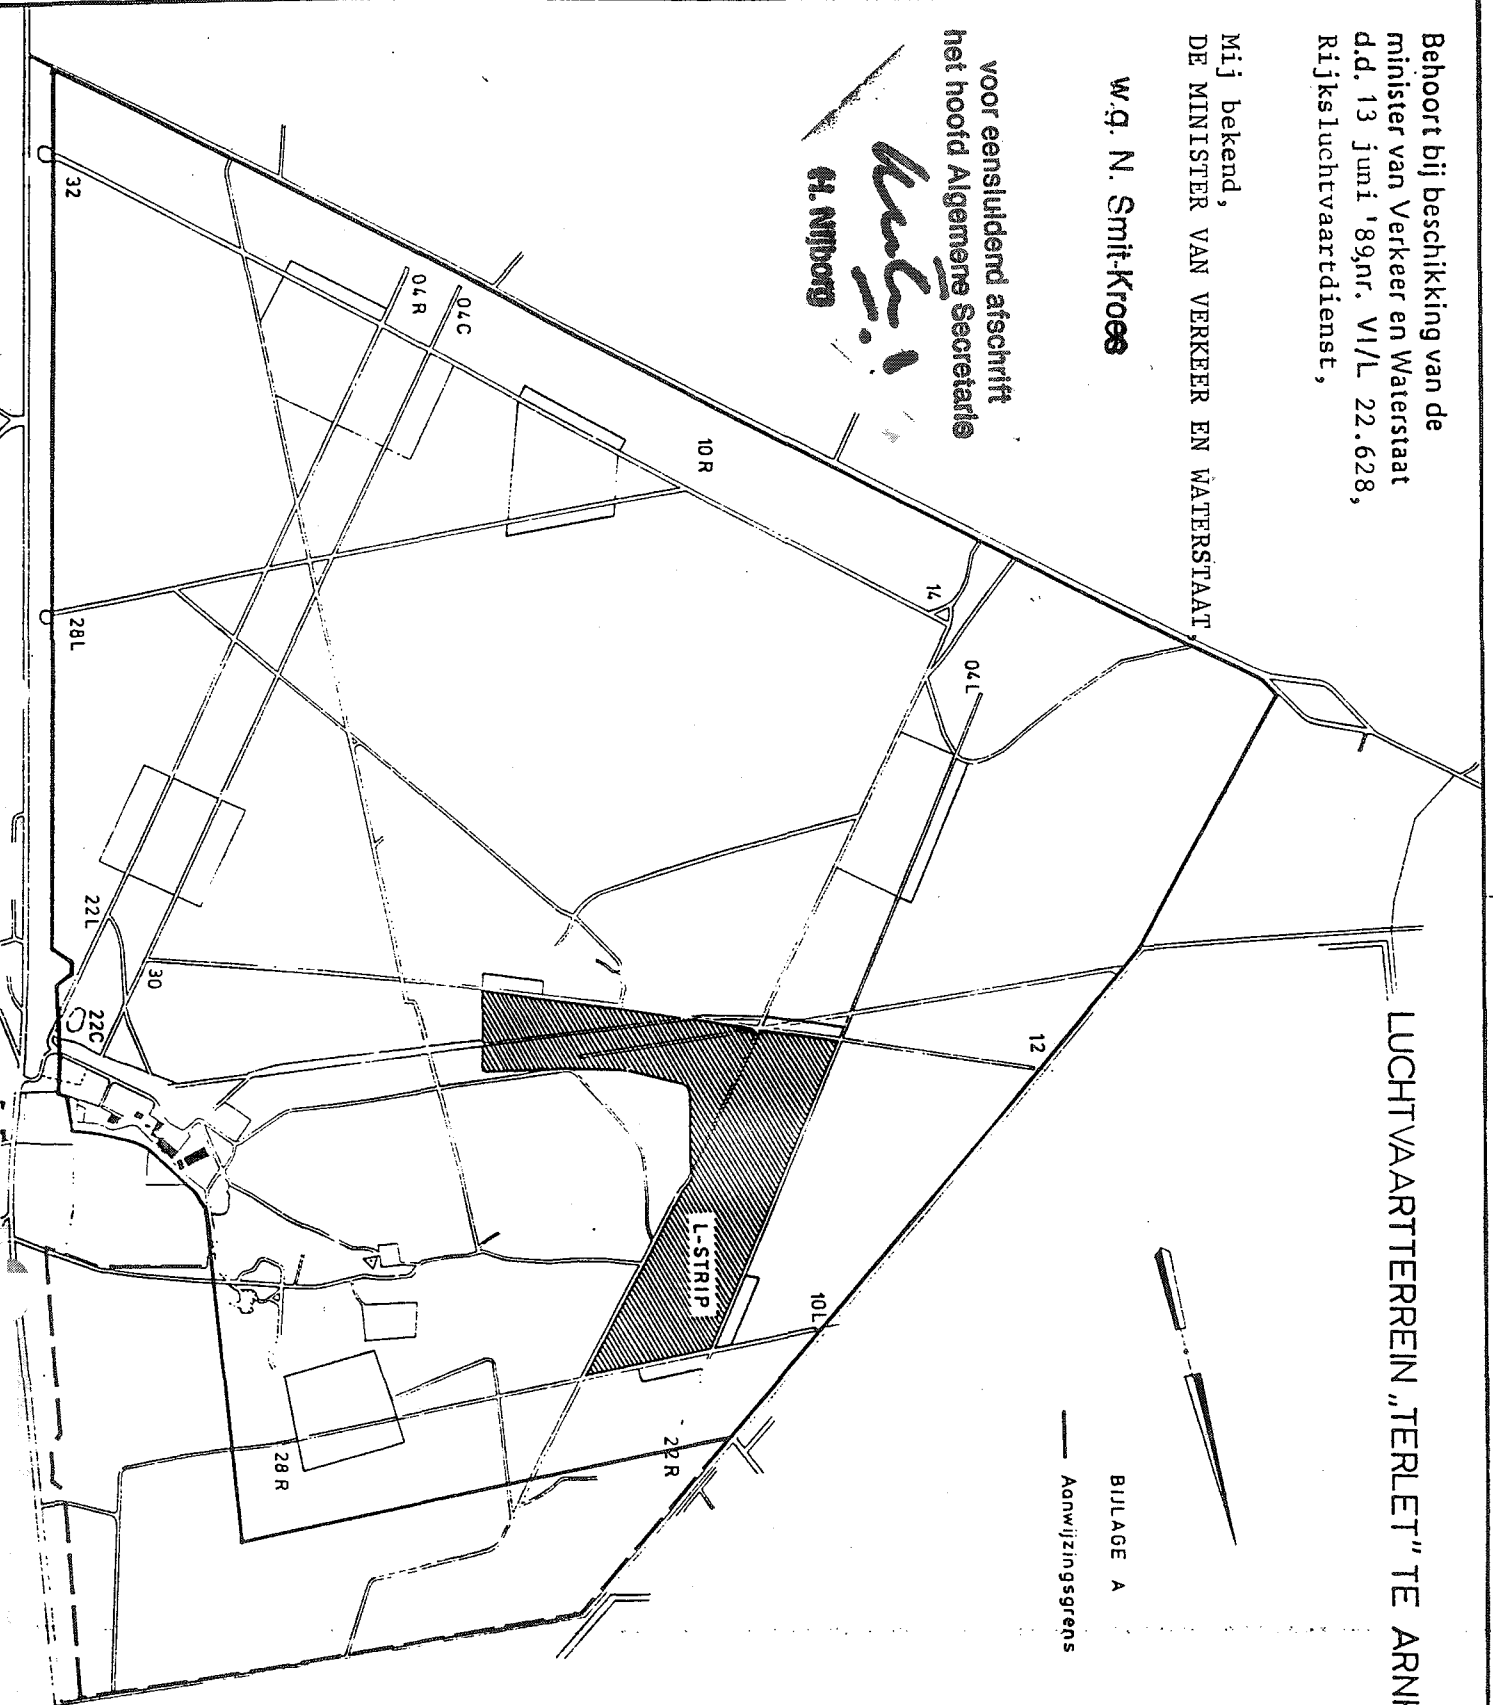 Behoort bij beschikking van de
minister van Verkeer en Waterstaat
d.d. 13 juni '89,nr. VI/L 22.628,
Rijksluchtvaartdienst,
Mij bekend,
DE MINISTER VAN VERKEER EN WATERSTAAT,
w.g. N. Smit-Kroes
voor eensluidend afschrift
het hoofd Algemene Secretarie
H. Nijborg
LUCHTVAARTTERREIN „TERLET" TE
BIJLAGE A
Aanwijzingsgrens
32
04R
04C
10R
14
04L
28L
22L
30
22C
12
L-STRIP
10L
28R
22R